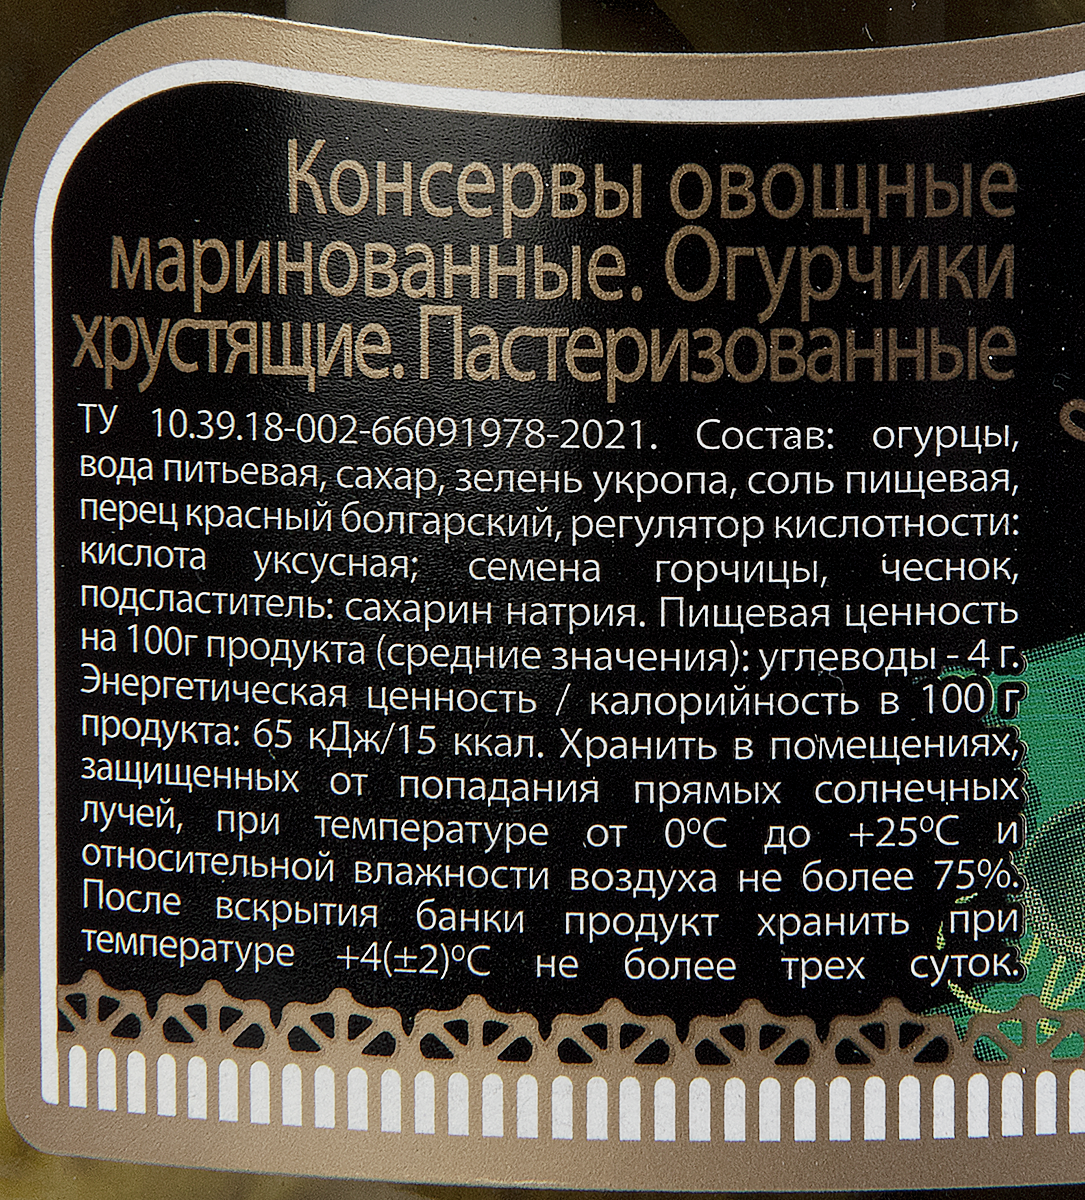 Консервы овощные
маринованные. Огурчики
хрустящие. Пастеризованные
ТУ 10.39.18-002-66091978-2021. Состав: огурцы,
вода питьевая, сахар, зелень укропа, соль пищевая,
перец красный болгарский, регулятор кислотности:
кислота уксусная; семена горчицы, чеснок,
подсластитель: сахарин натрия. Пищевая ценность
на 100г продукта (средние значения): углеводы - 4 г.
Энергетическая ценность / калорийность в 100 г
продукта: 65 кДж/15 ккал. Хранить в помещениях,
защищенных от попадания прямых солнечных
лучей, при температуре от 0ºС до +25ºС и
относительной влажности воздуха не более 75%.
После вскрытия банки продукт хранить при
температуре +4(±2)ºС не более трех суток.